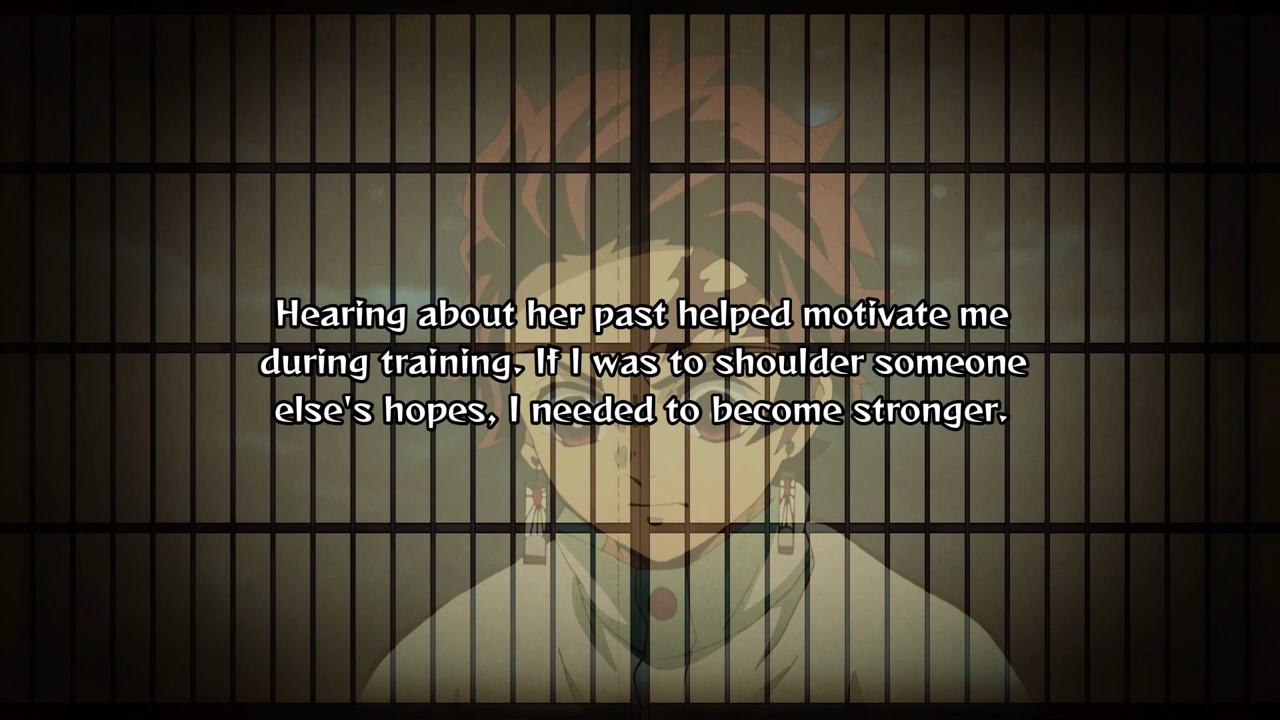 Hearing about her past helped motivate me
during training. If I was to shoulder someone
else's hopes, I needed to become stronger.